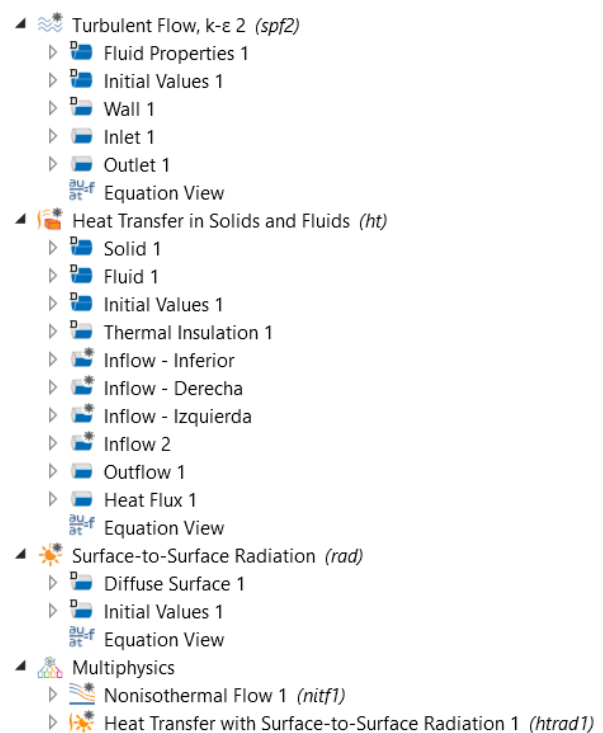 Turbulent Flow, k-ε 2 (spf2)
Fluid Properties 1
Initial Values 1
Wall 1
Inlet 1
Outlet 1
Equation View
Heat Transfer in Solids and Fluids (ht)
Solid 1
Fluid 1
Initial Values 1
Thermal Insulation 1
Inflow - Inferior
Inflow - Derecha
Inflow - Izquierda
Inflow 2
Outflow 1
Heat Flux 1
Equation View
Surface-to-Surface Radiation (rad)
Diffuse Surface 1
Initial Values 1
Equation View
Multiphysics
Nonisothermal Flow 1 (nitf1)
Heat Transfer with Surface-to-Surface Radiation 1 (htrad1)